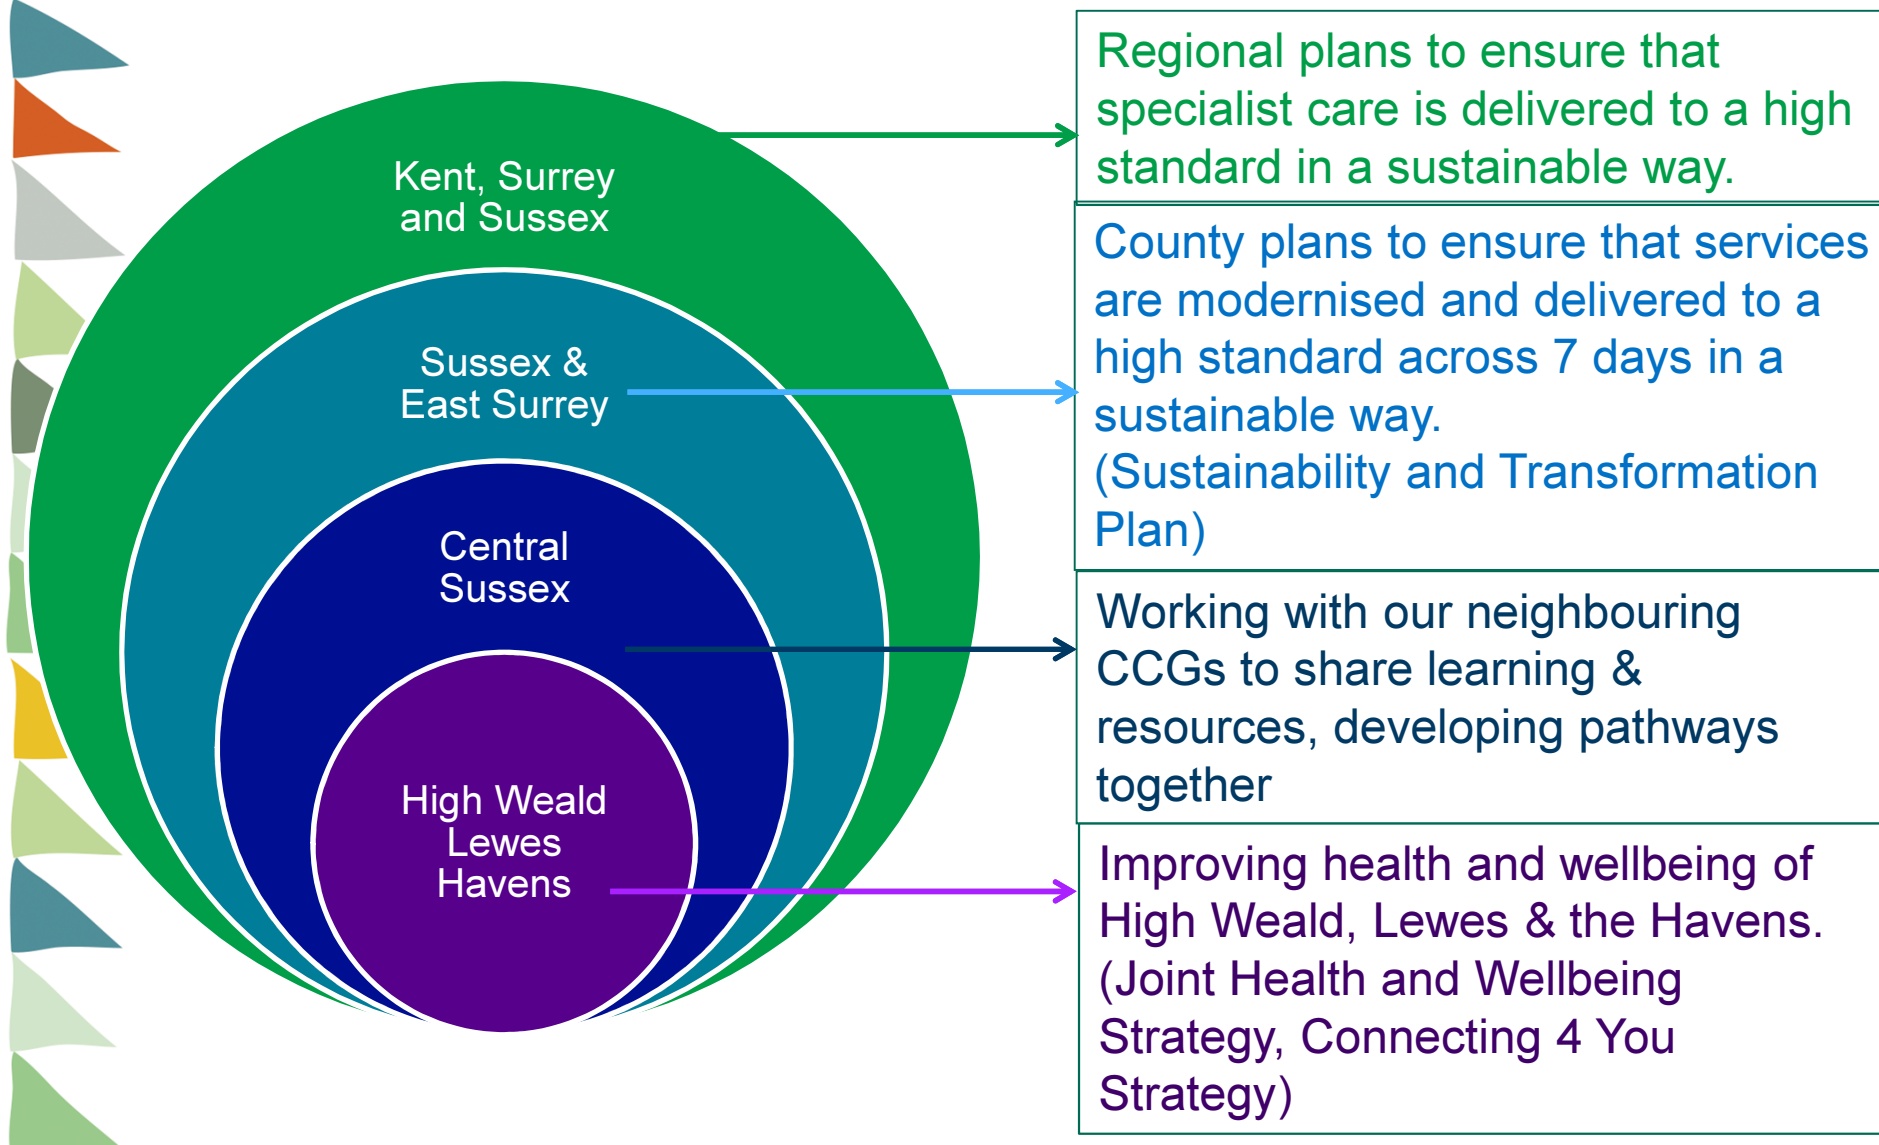 Kent, Surrey
and Sussex
Regional plans to ensure that
specialist care is delivered to a high
standard in a sustainable way.
Sussex &
East Surrey
County plans to ensure that services
are modernised and delivered to a
high standard across 7 days in a
sustainable way.
(Sustainability and Transformation
Plan)
Central
Sussex
Working with our neighbouring
CCGs to share learning &
resources, developing pathways
together
High Weald
Lewes
Havens
Improving health and wellbeing of
High Weald, Lewes & the Havens.
(Joint Health and Wellbeing
Strategy, Connecting 4 You
Strategy)